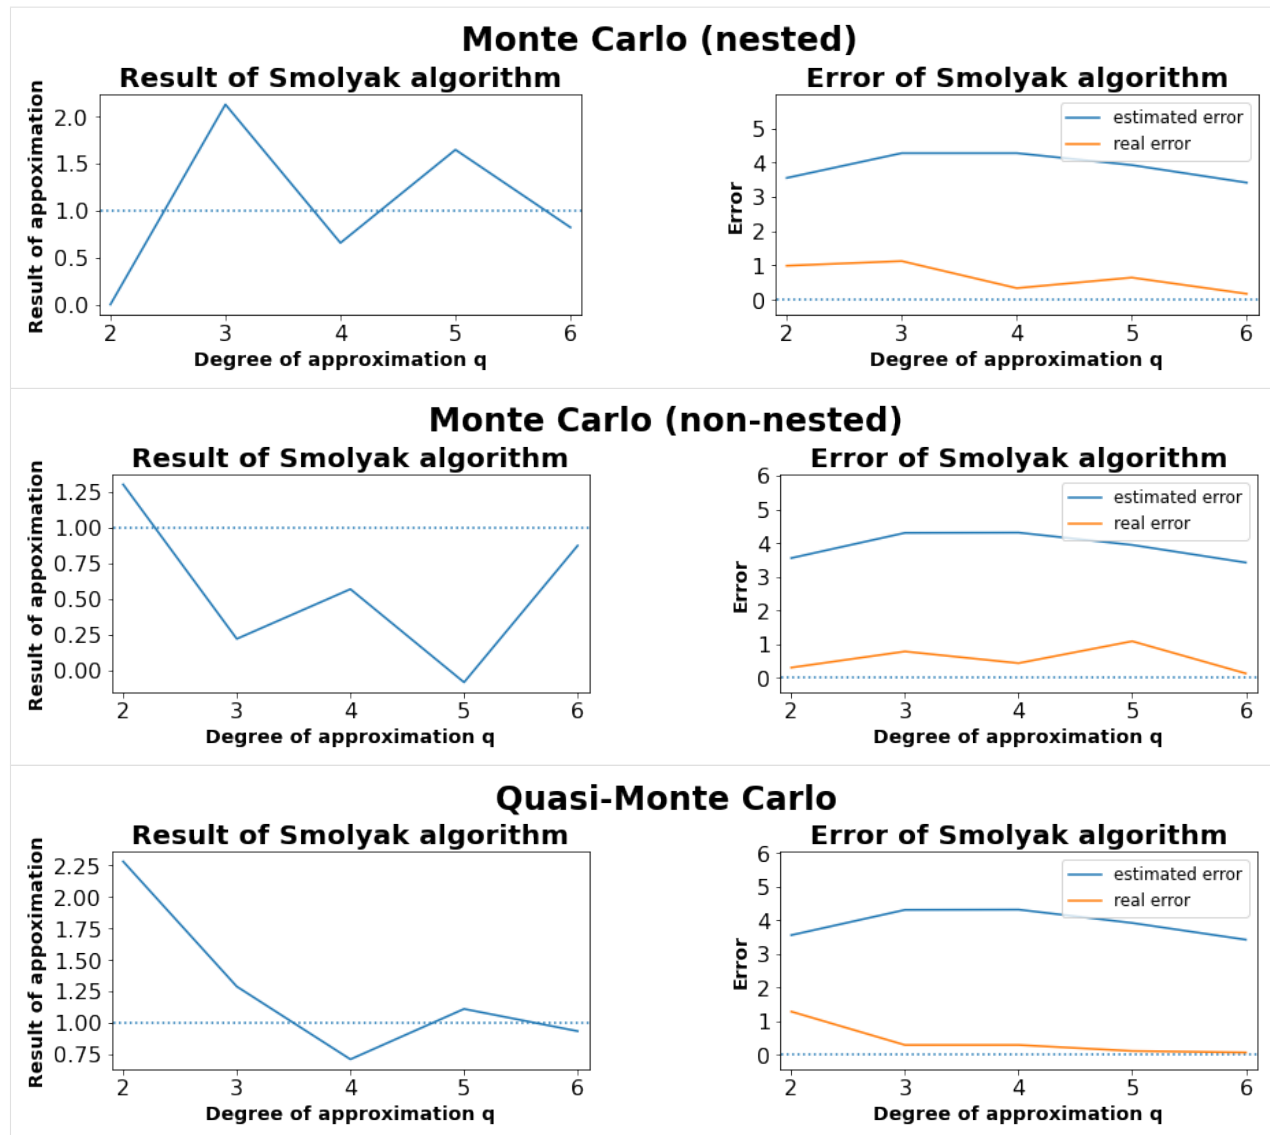 Monte Carlo (nested)
Result of Smolyak algorithm
Result of appoximation
2.0
1.5
1.0
0.5
0.0
2 3 4 5 6
Degree of approximation q
Error of Smolyak algorithm
Error
5
4
3
2
1
0
estimated error
real error
2 3 4 5 6
Degree of approximation q
Monte Carlo (non-nested)
Result of Smolyak algorithm
Result of appoximation
1.25
1.00
0.75
0.50
0.25
0.00
2 3 4 5 6
Degree of approximation q
Error of Smolyak algorithm
Error
6
5
4
3
2
1
0
estimated error
real error
2 3 4 5 6
Degree of approximation q
Quasi-Monte Carlo
Result of Smolyak algorithm
Result of appoximation
2.25
2.00
1.75
1.50
1.25
1.00
0.75
2 3 4 5 6
Degree of approximation q
Error of Smolyak algorithm
Error
6
5
4
3
2
1
0
estimated error
real error
2 3 4 5 6
Degree of approximation q